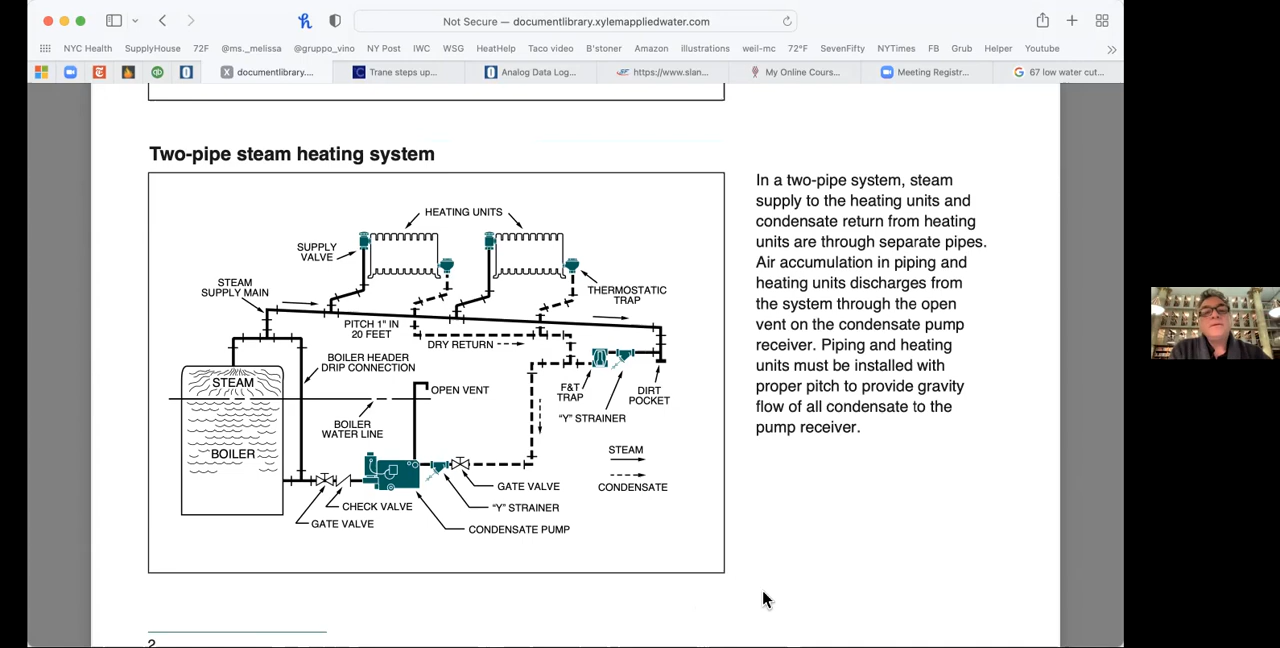 Not Secure — documentlibrary.xylemappliedwater.com
NYC Health SupplyHouse 72F @ms._melissa @gruppo_vino NY Post IWC WSG HeatHelp Taco video B'stoner Amazon illustrations weil-mc 72°F SevenFifty NYTimes FB Grub Helper Youtube
documentlibrary.... Trane steps up... Analog Data Log... https://www.slan... My Online Cours... Meeting Registr... 67 low water cut...
Two-pipe steam heating system
HEATING UNITS
SUPPLY
VALVE
STEAM
SUPPLY MAIN
THERMOSTATIC
TRAP
PITCH 1" IN
20 FEET
DRY RETURN
BOILER HEADER
DRIP CONNECTION
STEAM
OPEN VENT
F&T
TRAP
DIRT
POCKET
"Y" STRAINER
BOILER
WATER LINE
BOILER
STEAM
CONDENSATE
GATE VALVE
CHECK VALVE
"Y" STRAINER
GATE VALVE
CONDENSATE PUMP
In a two-pipe system, steam
supply to the heating units and
condensate return from heating
units are through separate pipes.
Air accumulation in piping and
heating units discharges from
the system through the open
vent on the condensate pump
receiver. Piping and heating
units must be installed with
proper pitch to provide gravity
flow of all condensate to the
pump receiver.
2